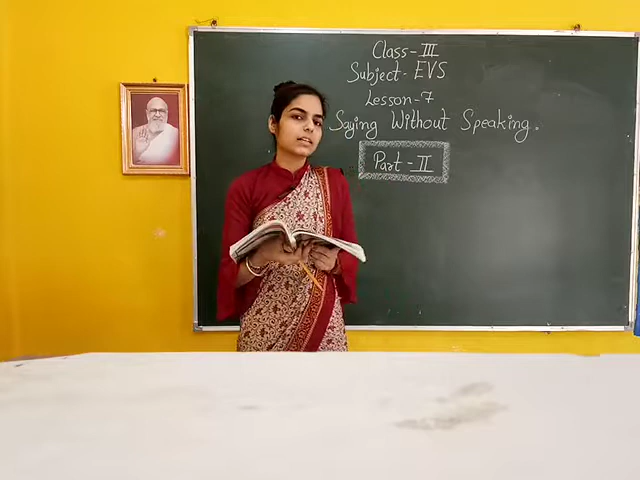 Class-III
Subject- EVS
Lesson-7
Saying Without Speaking.
Part-II